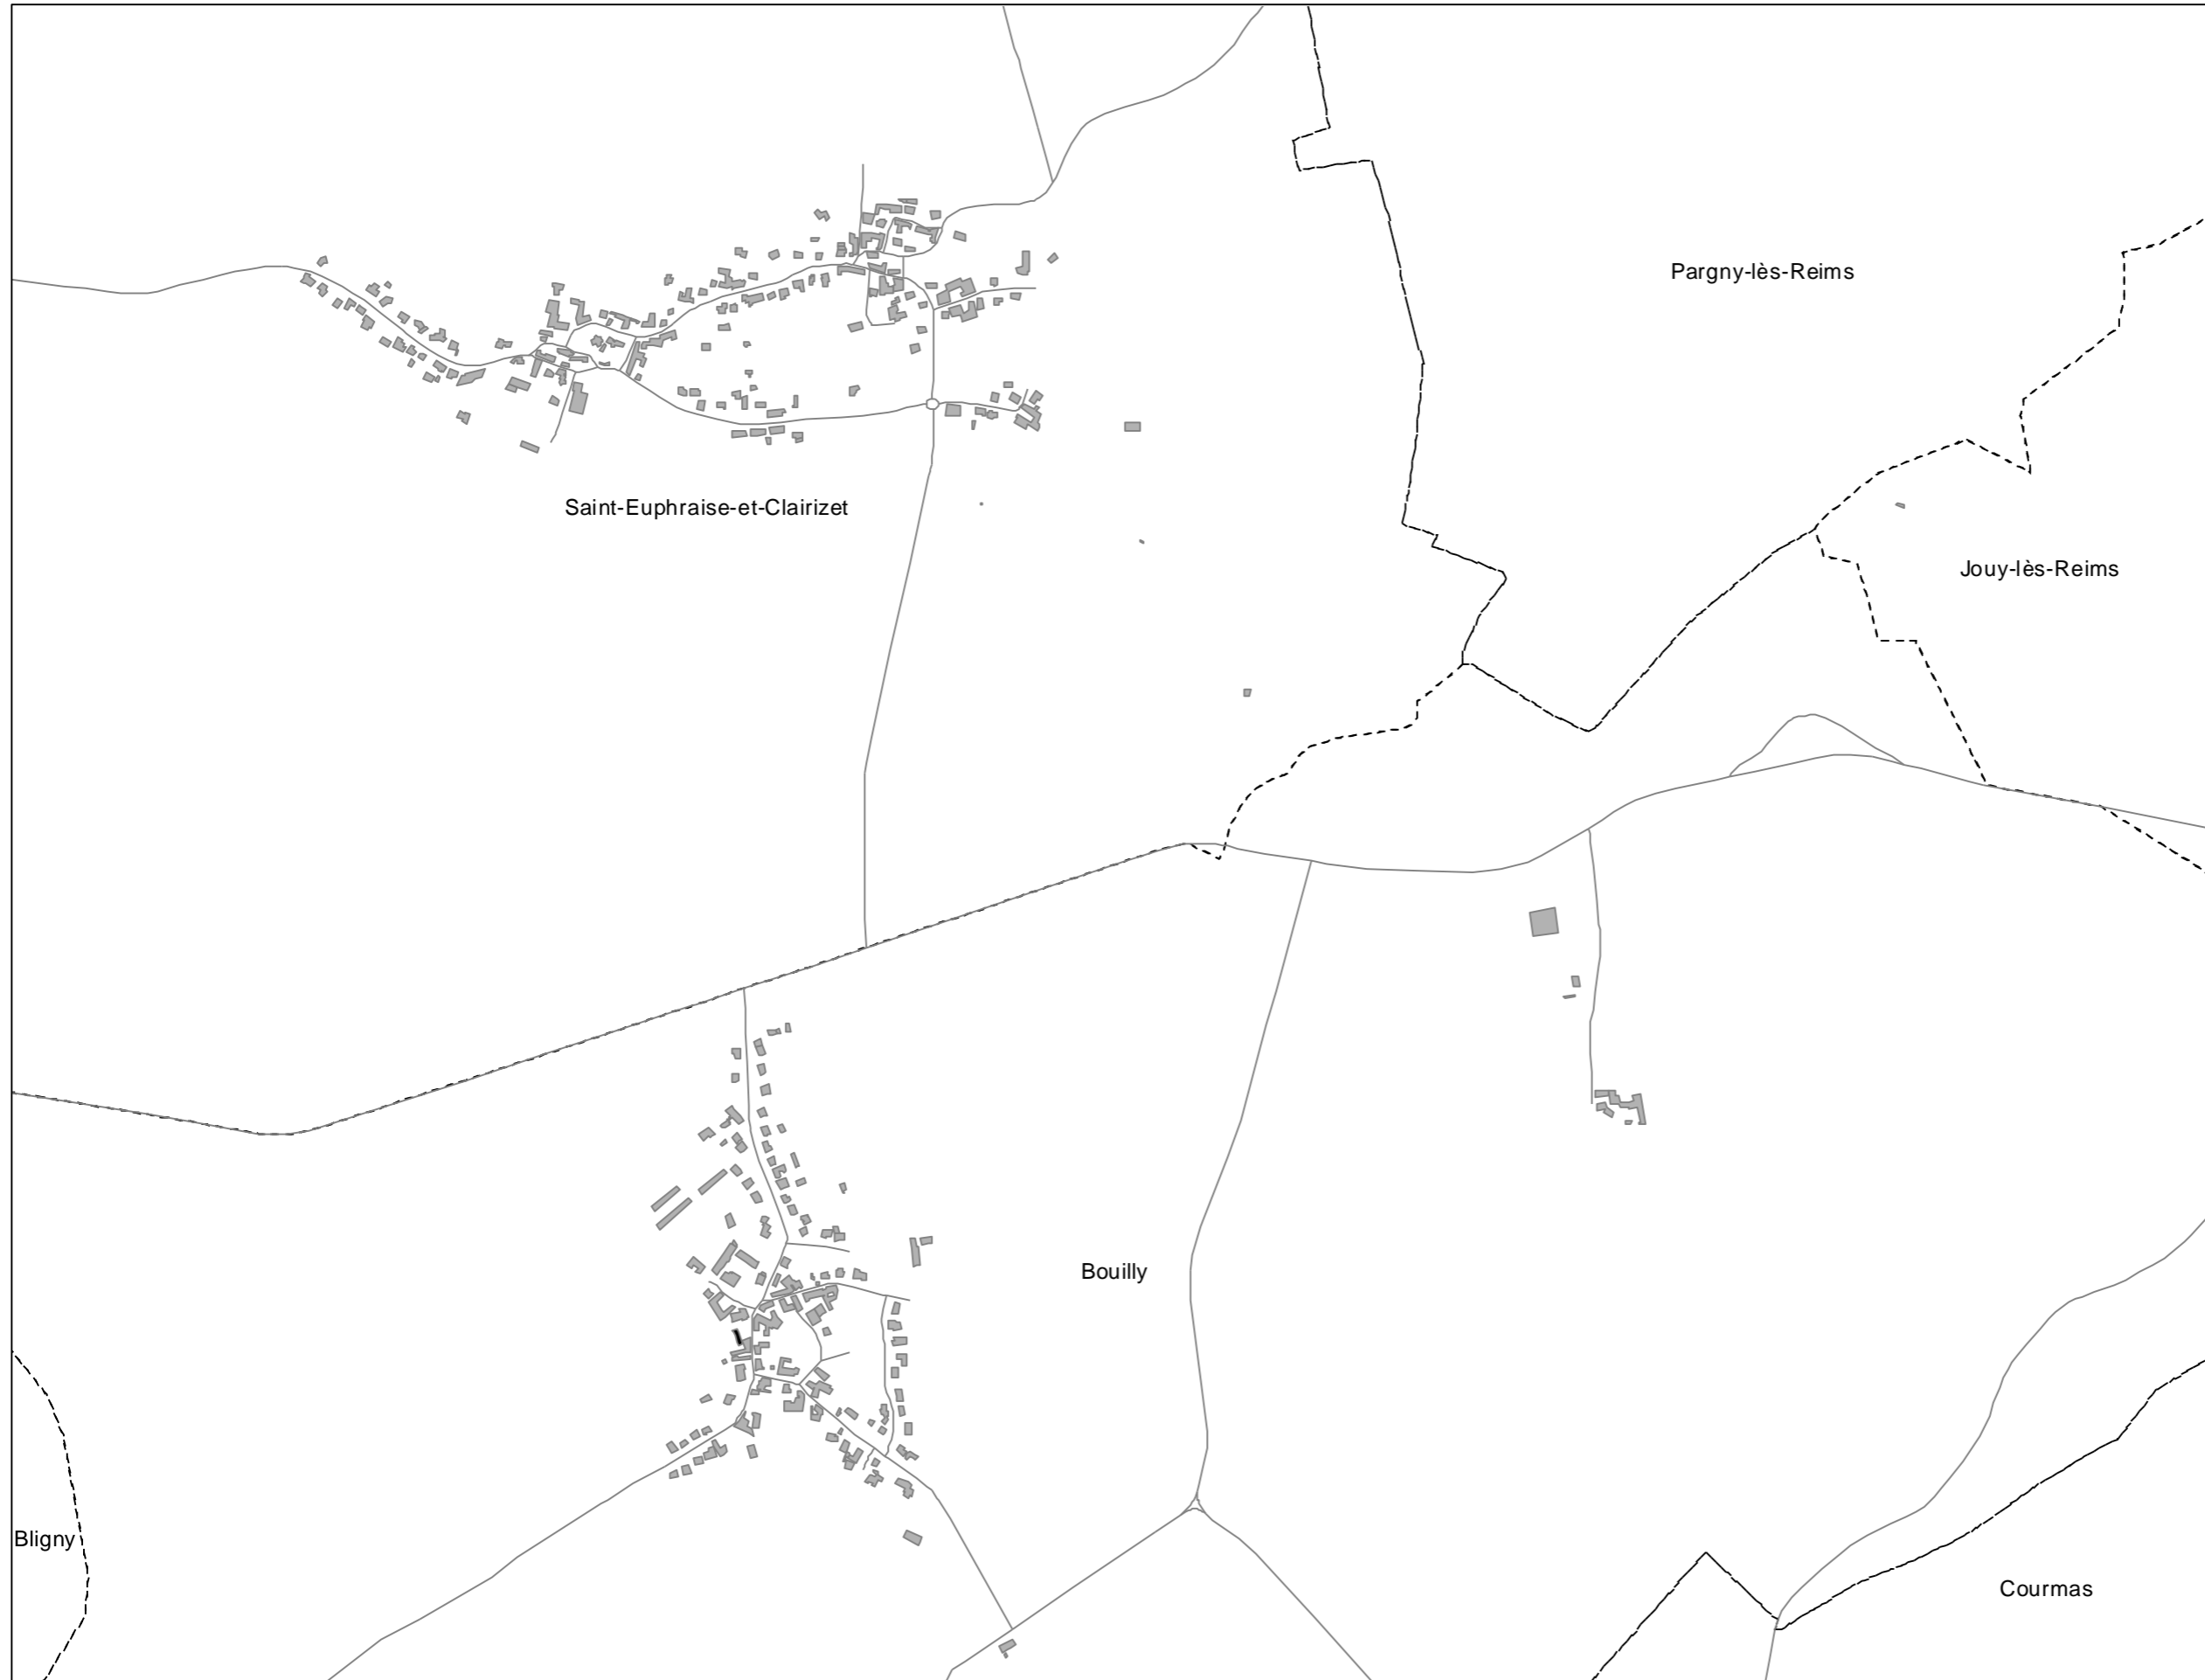 Pargny-lès-Reims
Saint-Euphraise-et-Clairizet
Jouy-lès-Reims
Bouilly
Bligny
Courmas